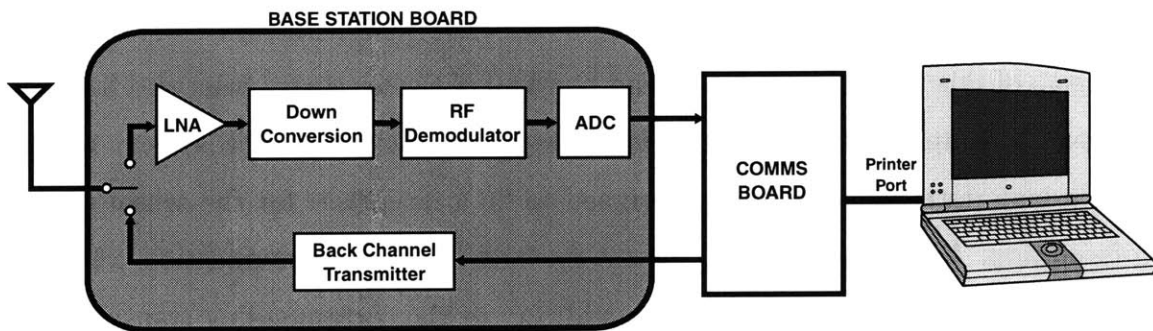 BASE STATION BOARD
LNA
Down
Conversion
RF
Demodulator
ADC
COMMS
BOARD
Printer
Port
Back Channel
Transmitter